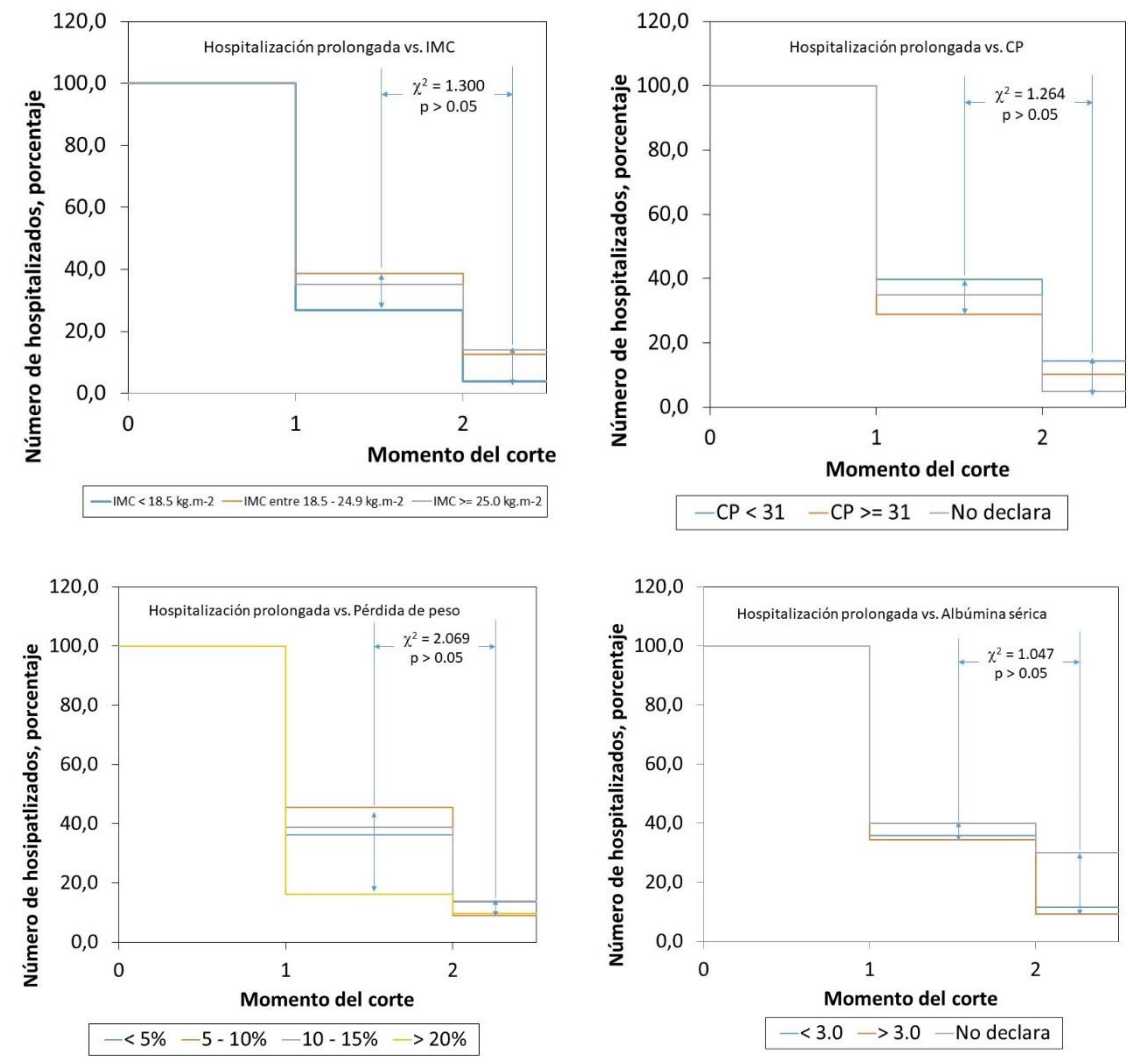 Hospitalización prolongada vs. IMC
χ² = 1.300
p > 0.05
Número de hospitalizados, porcentaje
120,0
100,0
80,0
60,0
40,0
20,0
0,0
0 1 2
Momento del corte
IMC < 18.5 kg.m-2 IMC entre 18.5 - 24.9 kg.m-2 IMC >= 25.0 kg.m-2
Hospitalización prolongada vs. CP
χ² = 1.264
p > 0.05
Número de hospitalizados, porcentaje
120,0
100,0
80,0
60,0
40,0
20,0
0,0
0 1 2
Momento del corte
CP < 31 CP >= 31 No declara
Hospitalización prolongada vs. Pérdida de peso
χ² = 2.069
p > 0.05
Número de hosipatlizados, porcentaje
120,0
100,0
80,0
60,0
40,0
20,0
0,0
0 1 2
Momento del corte
< 5% 5 - 10% 10 - 15% > 20%
Hospitalización prolongada vs. Albúmina sérica
χ² = 1.047
p > 0.05
Número de hospitalizados, porcentaje
120,0
100,0
80,0
60,0
40,0
20,0
0,0
0 1 2
Momento del corte
< 3.0 > 3.0 No declara